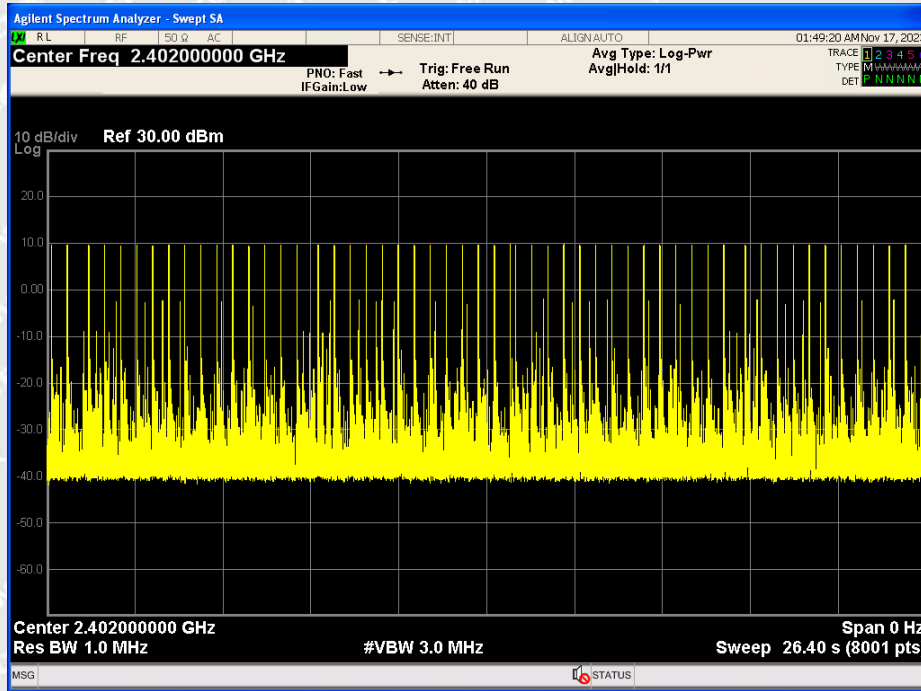 Agilent Spectrum Analyzer - Swept SA
LXI RL RF 50 Ω AC SENSE:INT ALIGN AUTO 01:49:20 AM Nov 17, 202
Center Freq 2.402000000 GHz
PNO: Fast
IFGain:Low
Trig: Free Run
Atten: 40 dB
Avg Type: Log-Pwr
Avg|Hold: 1/1
TRACE 1 2 3 4 5
TYPE M
DET P N N N N
10 dB/div Ref 30.00 dBm
Log
20.0
10.0
0.00
-10.0
-20.0
-30.0
-40.0
-50.0
-60.0
Center 2.402000000 GHz Span 0 Hz
Res BW 1.0 MHz #VBW 3.0 MHz Sweep 26.40 s (8001 pts
MSG STATUS